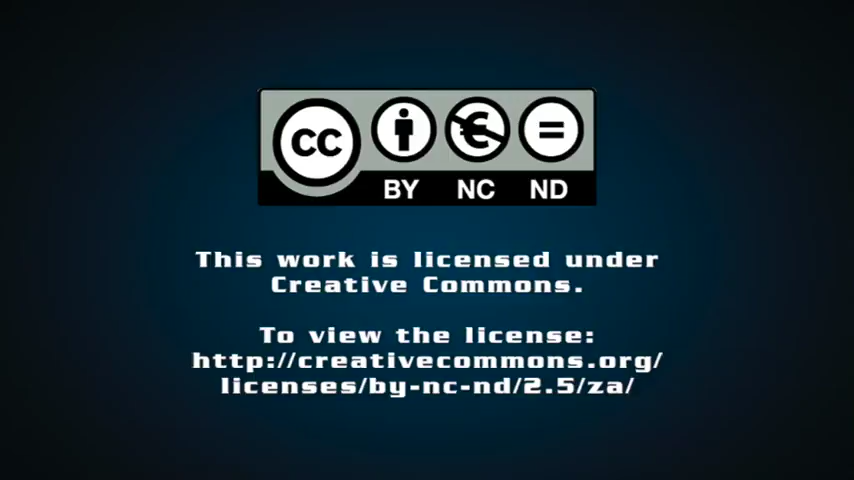 cc
BY NC ND
This work is licensed under
Creative Commons.
To view the license:
http://creativecommons.org/
licenses/by-nc-nd/2.5/za/